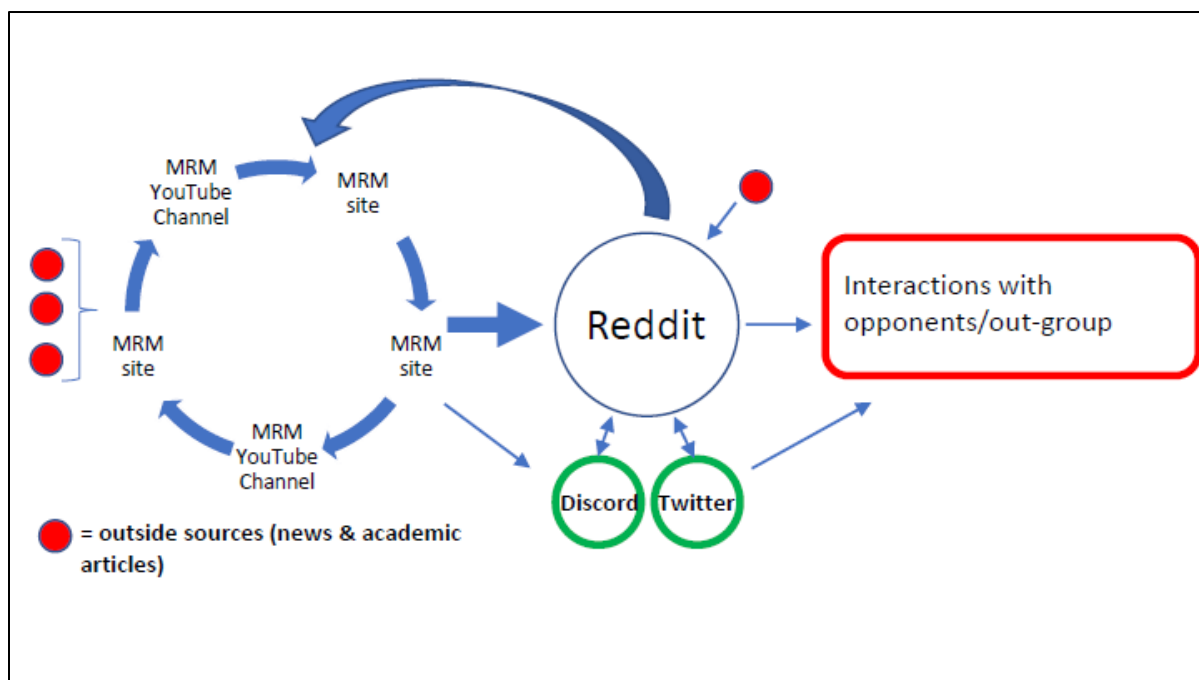 MRM
YouTube
Channel
MRM
site
MRM
site
MRM
site
MRM
YouTube
Channel
Reddit
Interactions with
opponents/out-group
Discord
Twitter
= outside sources (news & academic
articles)